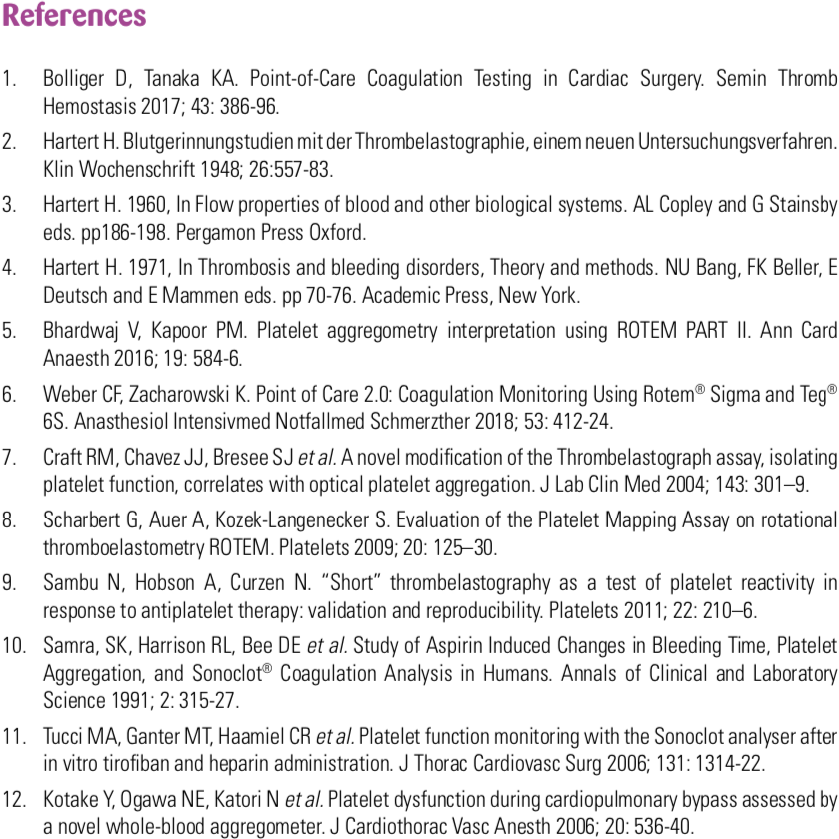 References
1. Bolliger D, Tanaka KA. Point-of-Care Coagulation Testing in Cardiac Surgery. Semin Thromb
Hemostasis 2017; 43: 386-96.
2. Hartert H. Blutgerinnungstudien mit der Thrombelastographie, einem neuen Untersuchungsverfahren.
Klin Wochenschrift 1948; 26:557-83.
3. Hartert H. 1960, In Flow properties of blood and other biological systems. AL Copley and G Stainsby
eds. pp186-198. Pergamon Press Oxford.
4. Hartert H. 1971, In Thrombosis and bleeding disorders, Theory and methods. NU Bang, FK Beller, E
Deutsch and E Mammen eds. pp 70-76. Academic Press, New York.
5. Bhardwaj V, Kapoor PM. Platelet aggregometry interpretation using ROTEM PART II. Ann Card
Anaesth 2016; 19: 584-6.
6. Weber CF, Zacharowski K. Point of Care 2.0: Coagulation Monitoring Using Rotem® Sigma and Teg®
6S. Anasthesiol Intensivmed Notfallmed Schmerzther 2018; 53: 412-24.
7. Craft RM, Chavez JJ, Bresee SJ et al. A novel modification of the Thrombelastograph assay, isolating
platelet function, correlates with optical platelet aggregation. J Lab Clin Med 2004; 143: 301–9.
8. Scharbert G, Auer A, Kozek-Langenecker S. Evaluation of the Platelet Mapping Assay on rotational
thromboelastometry ROTEM. Platelets 2009; 20: 125–30.
9. Sambu N, Hobson A, Curzen N. “Short” thrombelastography as a test of platelet reactivity in
response to antiplatelet therapy: validation and reproducibility. Platelets 2011; 22: 210–6.
10. Samra, SK, Harrison RL, Bee DE et al. Study of Aspirin Induced Changes in Bleeding Time, Platelet
Aggregation, and Sonoclot® Coagulation Analysis in Humans. Annals of Clinical and Laboratory
Science 1991; 2: 315-27.
11. Tucci MA, Ganter MT, Haamiel CR et al. Platelet function monitoring with the Sonoclot analyser after
in vitro tirofiban and heparin administration. J Thorac Cardiovasc Surg 2006; 131: 1314-22.
12. Kotake Y, Ogawa NE, Katori N et al. Platelet dysfunction during cardiopulmonary bypass assessed by
a novel whole-blood aggregometer. J Cardiothorac Vasc Anesth 2006; 20: 536-40.